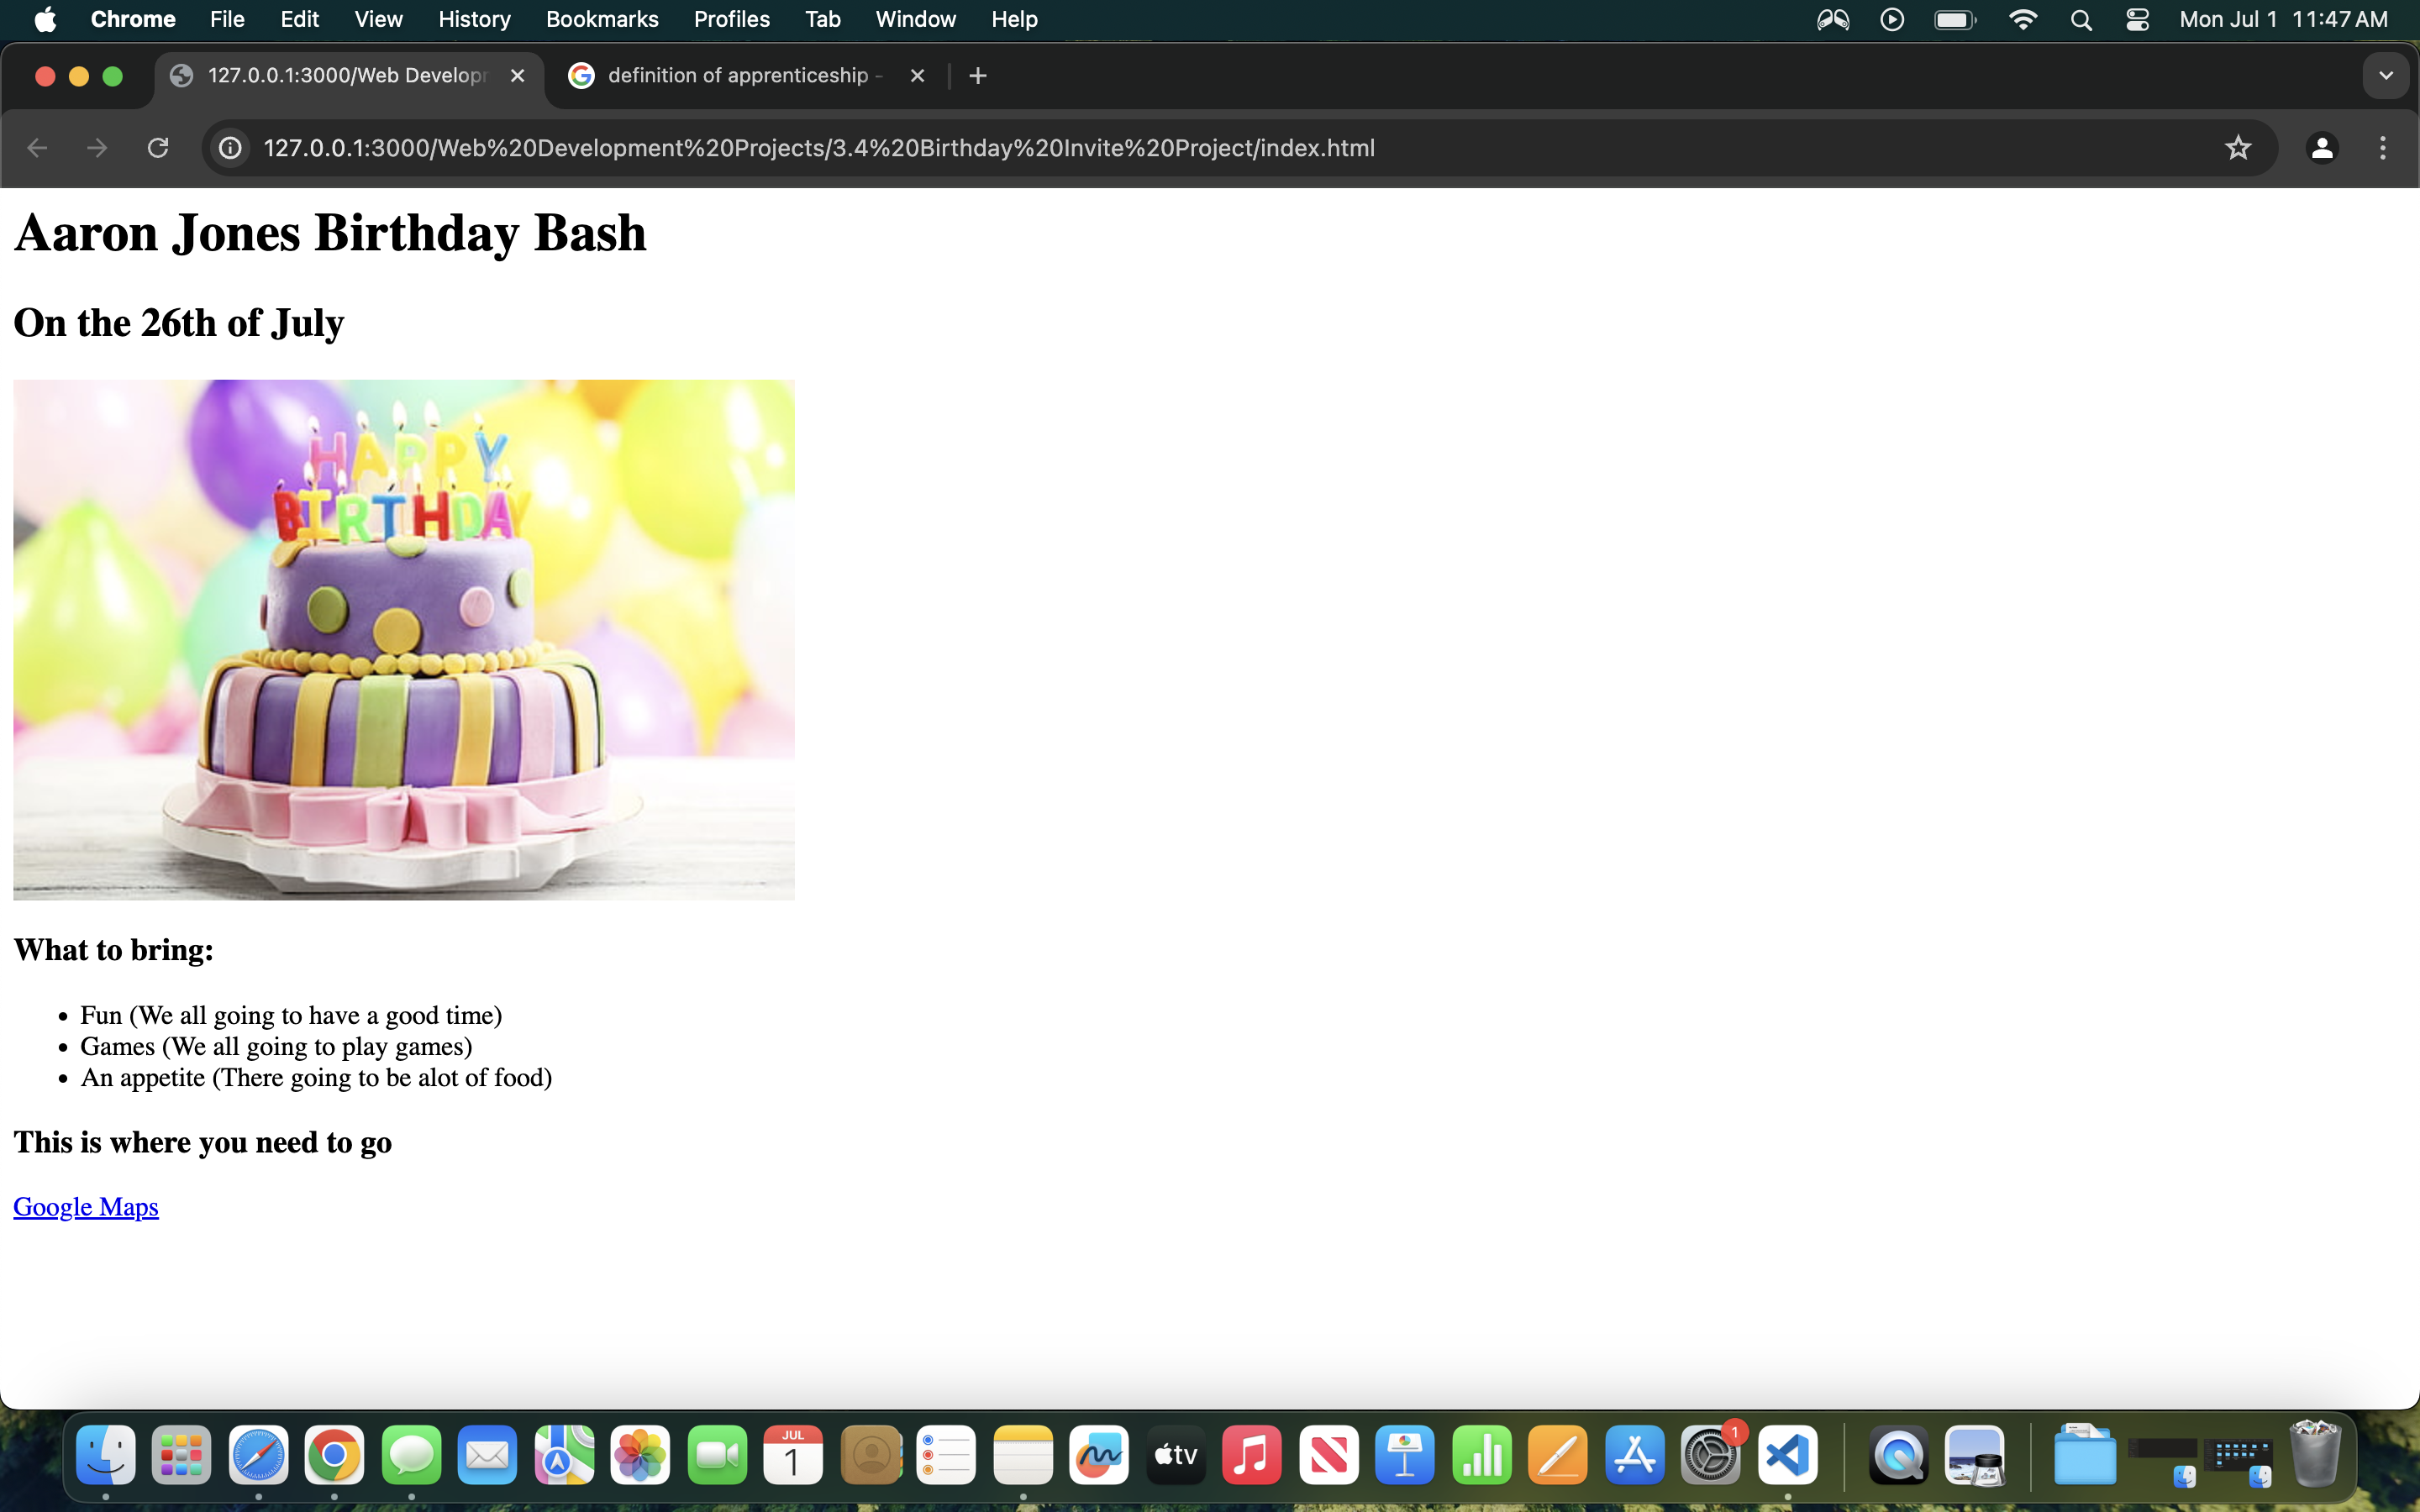 Chrome File Edit View History Bookmarks Profiles Tab Window Help Mon Jul 1 11:47 AM
127.0.0.1:3000/Web Develop definition of apprenticeship -
127.0.0.1:3000/Web%20Development%20Projects/3.4%20Birthday%20Invite%20Project/index.html
Aaron Jones Birthday Bash
On the 26th of July
HAPPY
BIRTHDAY
What to bring:
• Fun (We all going to have a good time)
• Games (We all going to play games)
• An appetite (There going to be alot of food)
This is where you need to go
Google Maps
JUL
1
tv
1